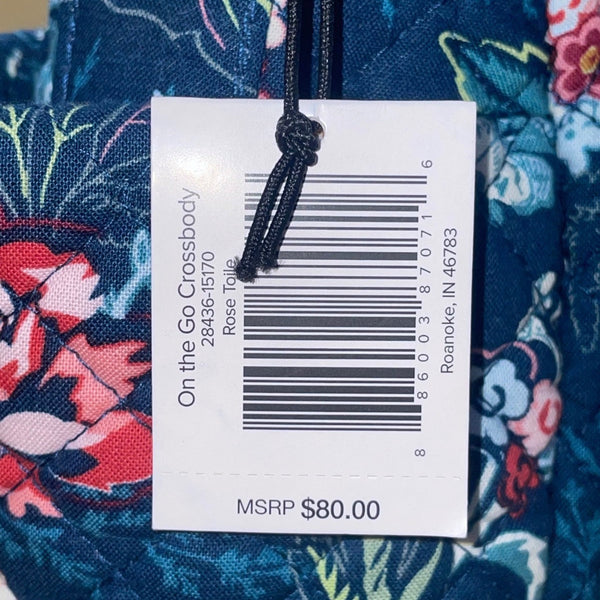 On the Go Crossbody
28436-15170
Rose Toile
8 86003 87071 6
Roanoke, IN 46783
MSRP $80.00